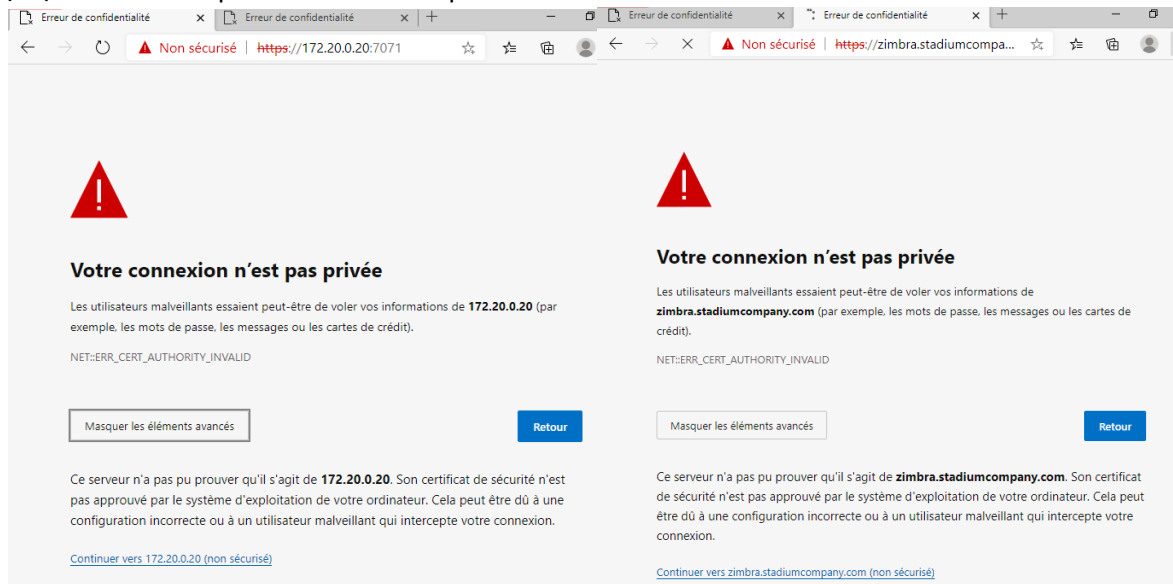 Erreur de confidentialité
Erreur de confidentialité
Non sécurisé | https://172.20.0.20:7071
Votre connexion n'est pas privée
Les utilisateurs malveillants essaient peut-être de voler vos informations de 172.20.0.20 (par
exemple, les mots de passe, les messages ou les cartes de crédit).
NET::ERR_CERT_AUTHORITY_INVALID
Masquer les éléments avancés
Retour
Ce serveur n'a pas pu prouver qu'il s'agit de 172.20.0.20. Son certificat de sécurité n'est
pas approuvé par le système d'exploitation de votre ordinateur. Cela peut être dû à une
configuration incorrecte ou à un utilisateur malveillant qui intercepte votre connexion.
Continuer vers 172.20.0.20 (non sécurisé)
Erreur de confidentialité
Erreur de confidentialité
Non sécurisé | https://zimbra.stadiumcompa...
Votre connexion n'est pas privée
Les utilisateurs malveillants essaient peut-être de voler vos informations de
zimbra.stadiumcompany.com (par exemple, les mots de passe, les messages ou les cartes de
crédit).
NET::ERR_CERT_AUTHORITY_INVALID
Masquer les éléments avancés
Retour
Ce serveur n'a pas pu prouver qu'il s'agit de zimbra.stadiumcompany.com. Son certificat
de sécurité n'est pas approuvé par le système d'exploitation de votre ordinateur. Cela peut
être dû à une configuration incorrecte ou à un utilisateur malveillant qui intercepte votre
connexion.
Continuer vers zimbra.stadiumcompany.com (non sécurisé)